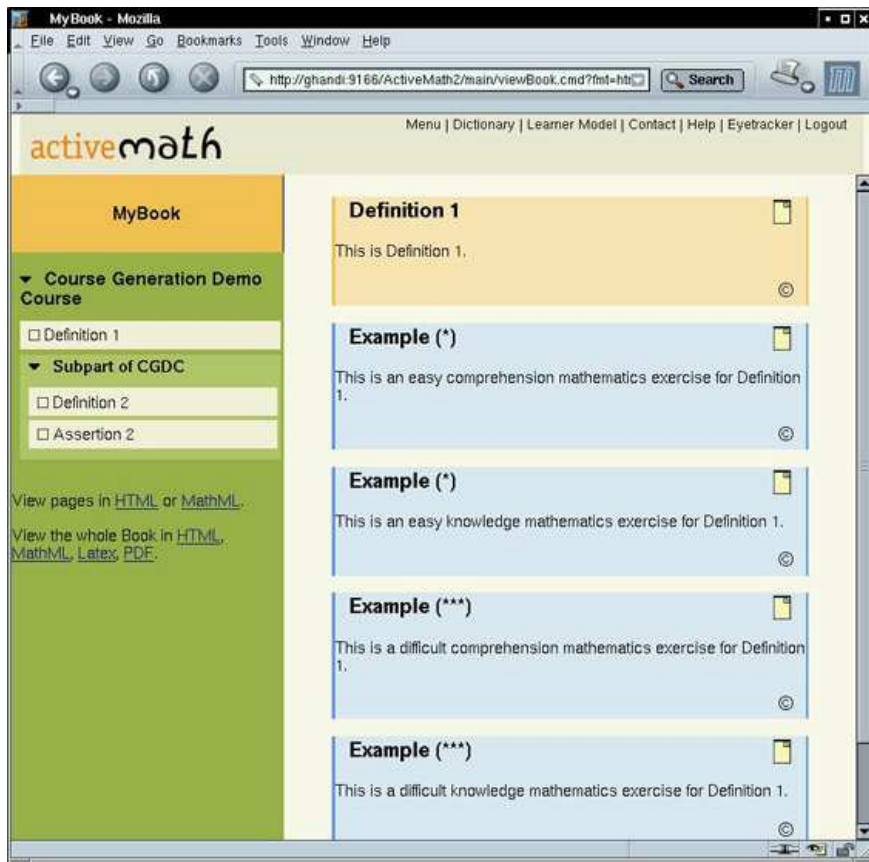 MyBook - Mozilla
File Edit View Go Bookmarks Tools Window Help
http://ghandi:9166/ActiveMath2/main/viewBook.cmd?fmt=ht
Search
Menu | Dictionary | Learner Model | Contact | Help | Eyetracker | Logout
activemath
MyBook
Course Generation Demo
Course
Definition 1
Subpart of CGDC
Definition 2
Assertion 2
View pages in HTML or MathML.
View the whole Book in HTML,
MathML, Latex, PDF.
Definition 1
This is Definition 1.
©
Example (*)
This is an easy comprehension mathematics exercise for Definition
1.
©
Example (*)
This is an easy knowledge mathematics exercise for Definition 1.
©
Example (***)
This is a difficult comprehension mathematics exercise for Definition
1.
©
Example (***)
This is a difficult knowledge mathematics exercise for Definition 1.
©